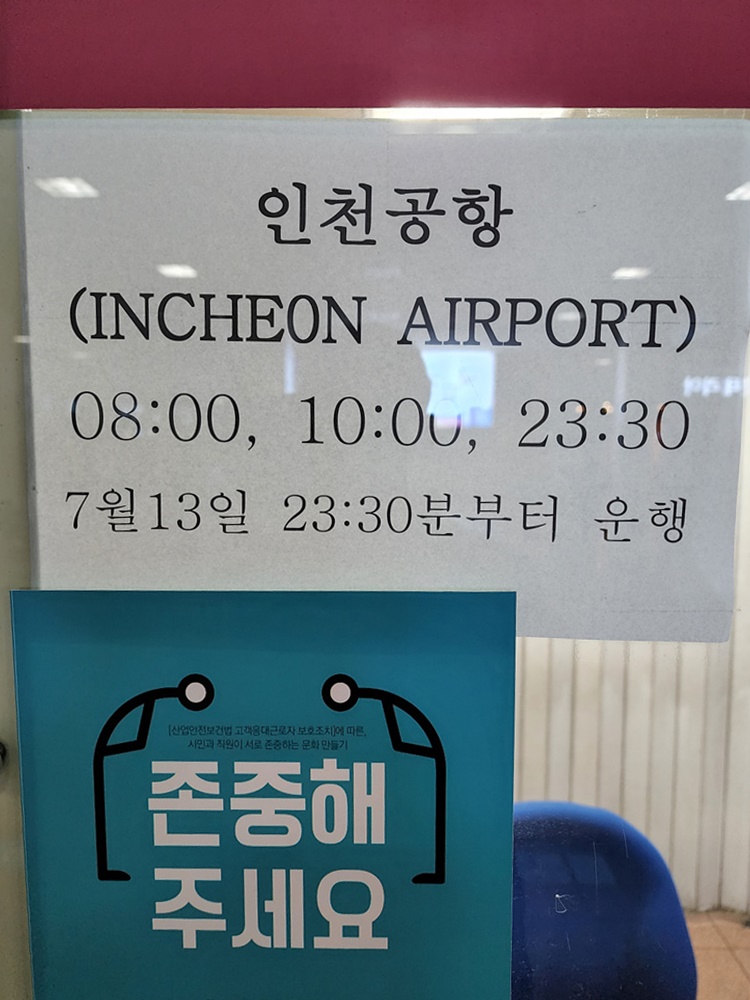 인천공항
(INCHE0N AIRPORT)
08:00, 10:00, 23:30
7월13일 23:30분부터 운행
[산업안전보건법 고객응대근로자 보호조치]에 따른,
시민과 직원이 서로 존중하는 문화 만들기
존중해
주세요